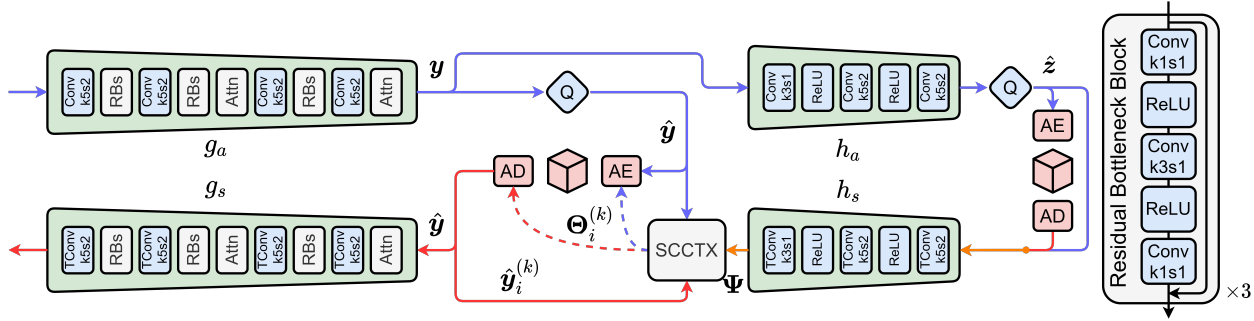 Conv k5s2
RBs
Conv k5s2
RBs
Attn
Conv k5s2
RBs
Conv k5s2
Attn
g_a
y
Q
ŷ
Conv k3s1
ReLU
Conv k5s2
ReLU
Conv k5s2
h_a
Q
ẑ
AE
AD
AD
AE
Θ_i^{(k)}
g_s
TConv k5s2
RBs
TConv k5s2
RBs
Attn
TConv k5s2
RBs
TConv k5s2
Attn
ŷ
ŷ_i^{(k)}
SCCTX
Ψ
h_s
TConv k3s1
ReLU
TConv k5s2
ReLU
TConv k5s2
Residual Bottleneck Block
Conv
k1s1
ReLU
Conv
k3s1
ReLU
Conv
k1s1
×3